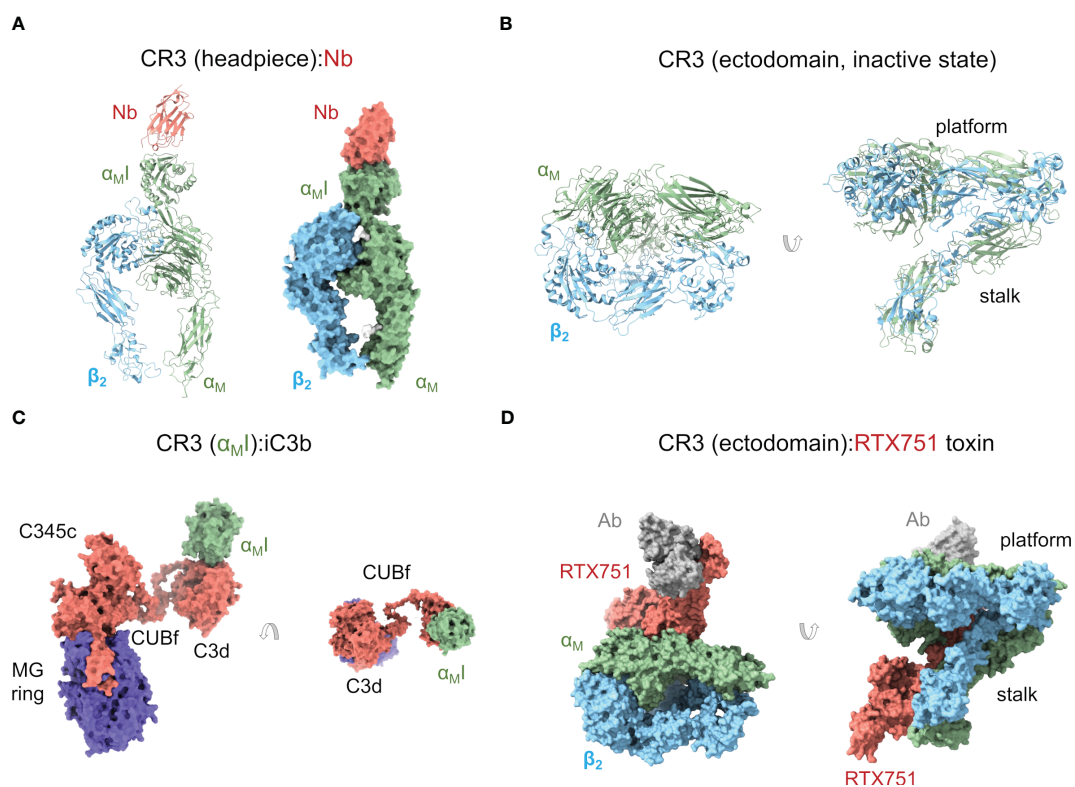 A
CR3 (headpiece):Nb
Nb
Nb
αMI
β2
αM
β2
αM
B
CR3 (ectodomain, inactive state)
platform
αM
stalk
β2
C
CR3 (αMI):iC3b
C345c
αMI
CUBf
CUBf
C3d
MG
ring
C3d
αMI
D
CR3 (ectodomain):RTX751 toxin
Ab
Ab
platform
RTX751
αM
stalk
β2
RTX751